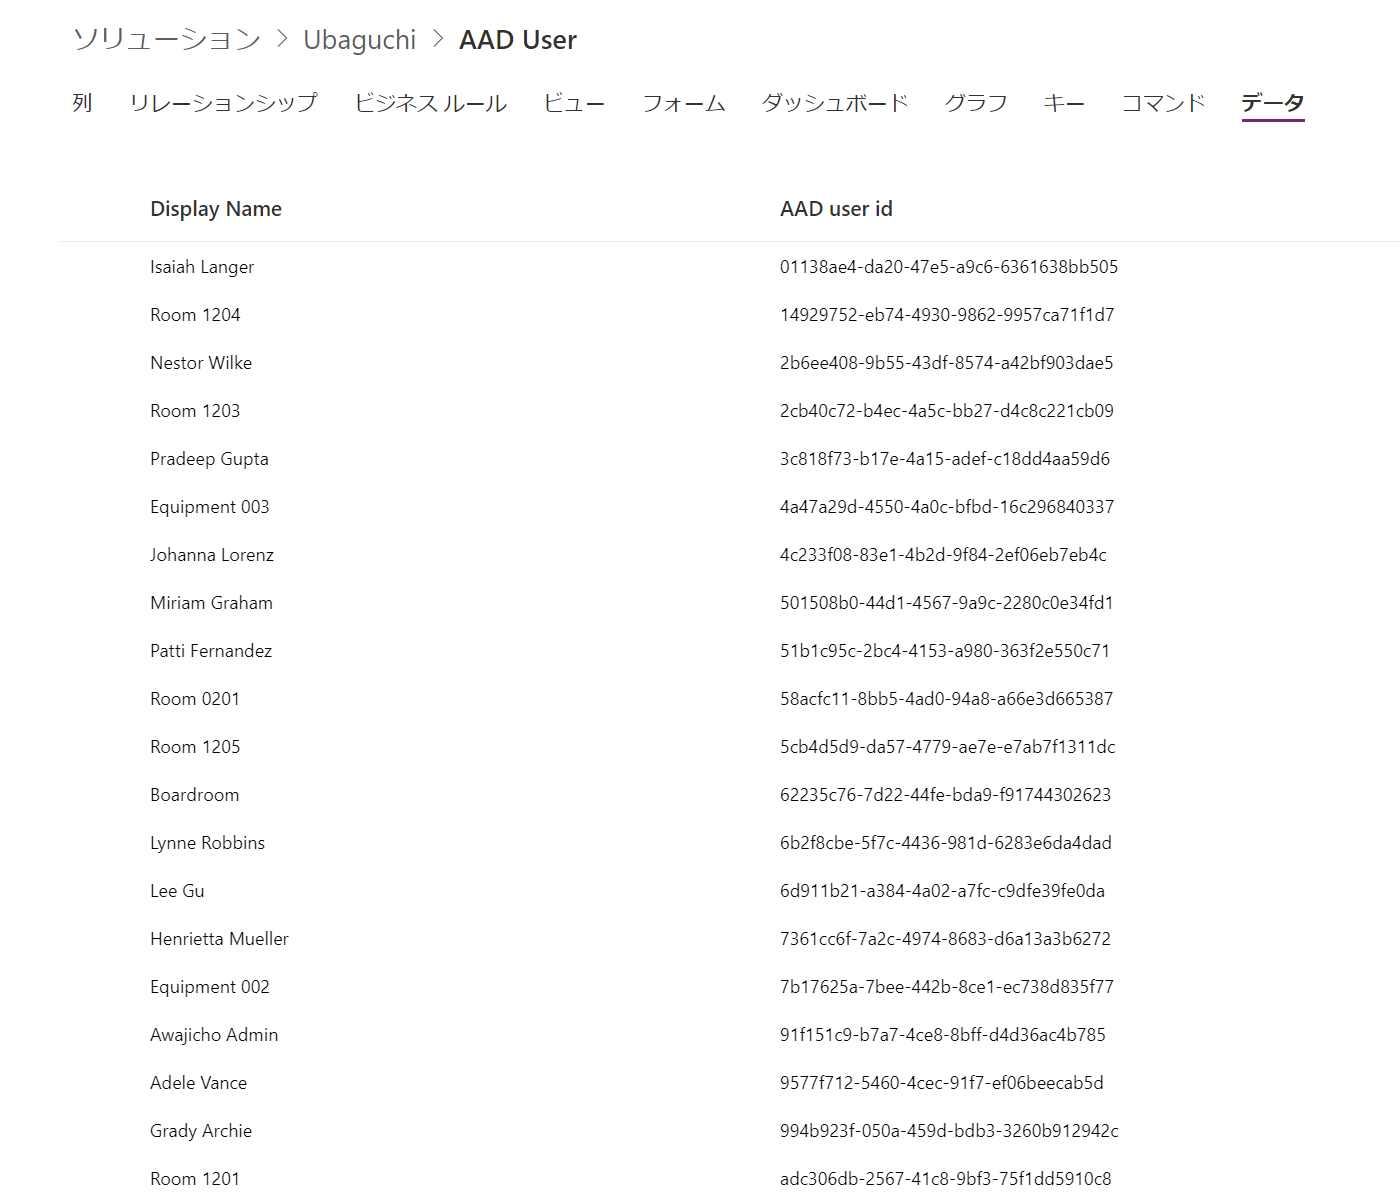 ソリューション > Ubaguchi > AAD User
列 リレーションシップ ビジネス ルール ビュー フォーム ダッシュボード グラフ キー コマンド データ
Display Name AAD user id
Isaiah Langer 01138ae4-da20-47e5-a9c6-6361638bb505
Room 1204 14929752-eb74-4930-9862-9957ca71f1d7
Nestor Wilke 2b6ee408-9b55-43df-8574-a42bf903dae5
Room 1203 2cb40c72-b4ec-4a5c-bb27-d4c8c221cb09
Pradeep Gupta 3c818f73-b17e-4a15-adef-c18dd4aa59d6
Equipment 003 4a47a29d-4550-4a0c-bfbd-16c296840337
Johanna Lorenz 4c233f08-83e1-4b2d-9f84-2ef06eb7eb4c
Miriam Graham 501508b0-44d1-4567-9a9c-2280c0e34fd1
Patti Fernandez 51b1c95c-2bc4-4153-a980-363f2e550c71
Room 0201 58acfc11-8bb5-4ad0-94a8-a66e3d665387
Room 1205 5cb4d5d9-da57-4779-ae7e-e7ab7f1311dc
Boardroom 62235c76-7d22-44fe-bda9-f91744302623
Lynne Robbins 6b2f8cbe-5f7c-4436-981d-6283e6da4dad
Lee Gu 6d911b21-a384-4a02-a7fc-c9dfe39fe0da
Henrietta Mueller 7361cc6f-7a2c-4974-8683-d6a13a3b6272
Equipment 002 7b17625a-7bee-442b-8ce1-ec738d835f77
Awajicho Admin 91f151c9-b7a7-4ce8-8bff-d4d36ac4b785
Adele Vance 9577f712-5460-4cec-91f7-ef06beecab5d
Grady Archie 994b923f-050a-459d-bdb3-3260b912942c
Room 1201 adc306db-2567-41c8-9bf3-75f1dd5910c8